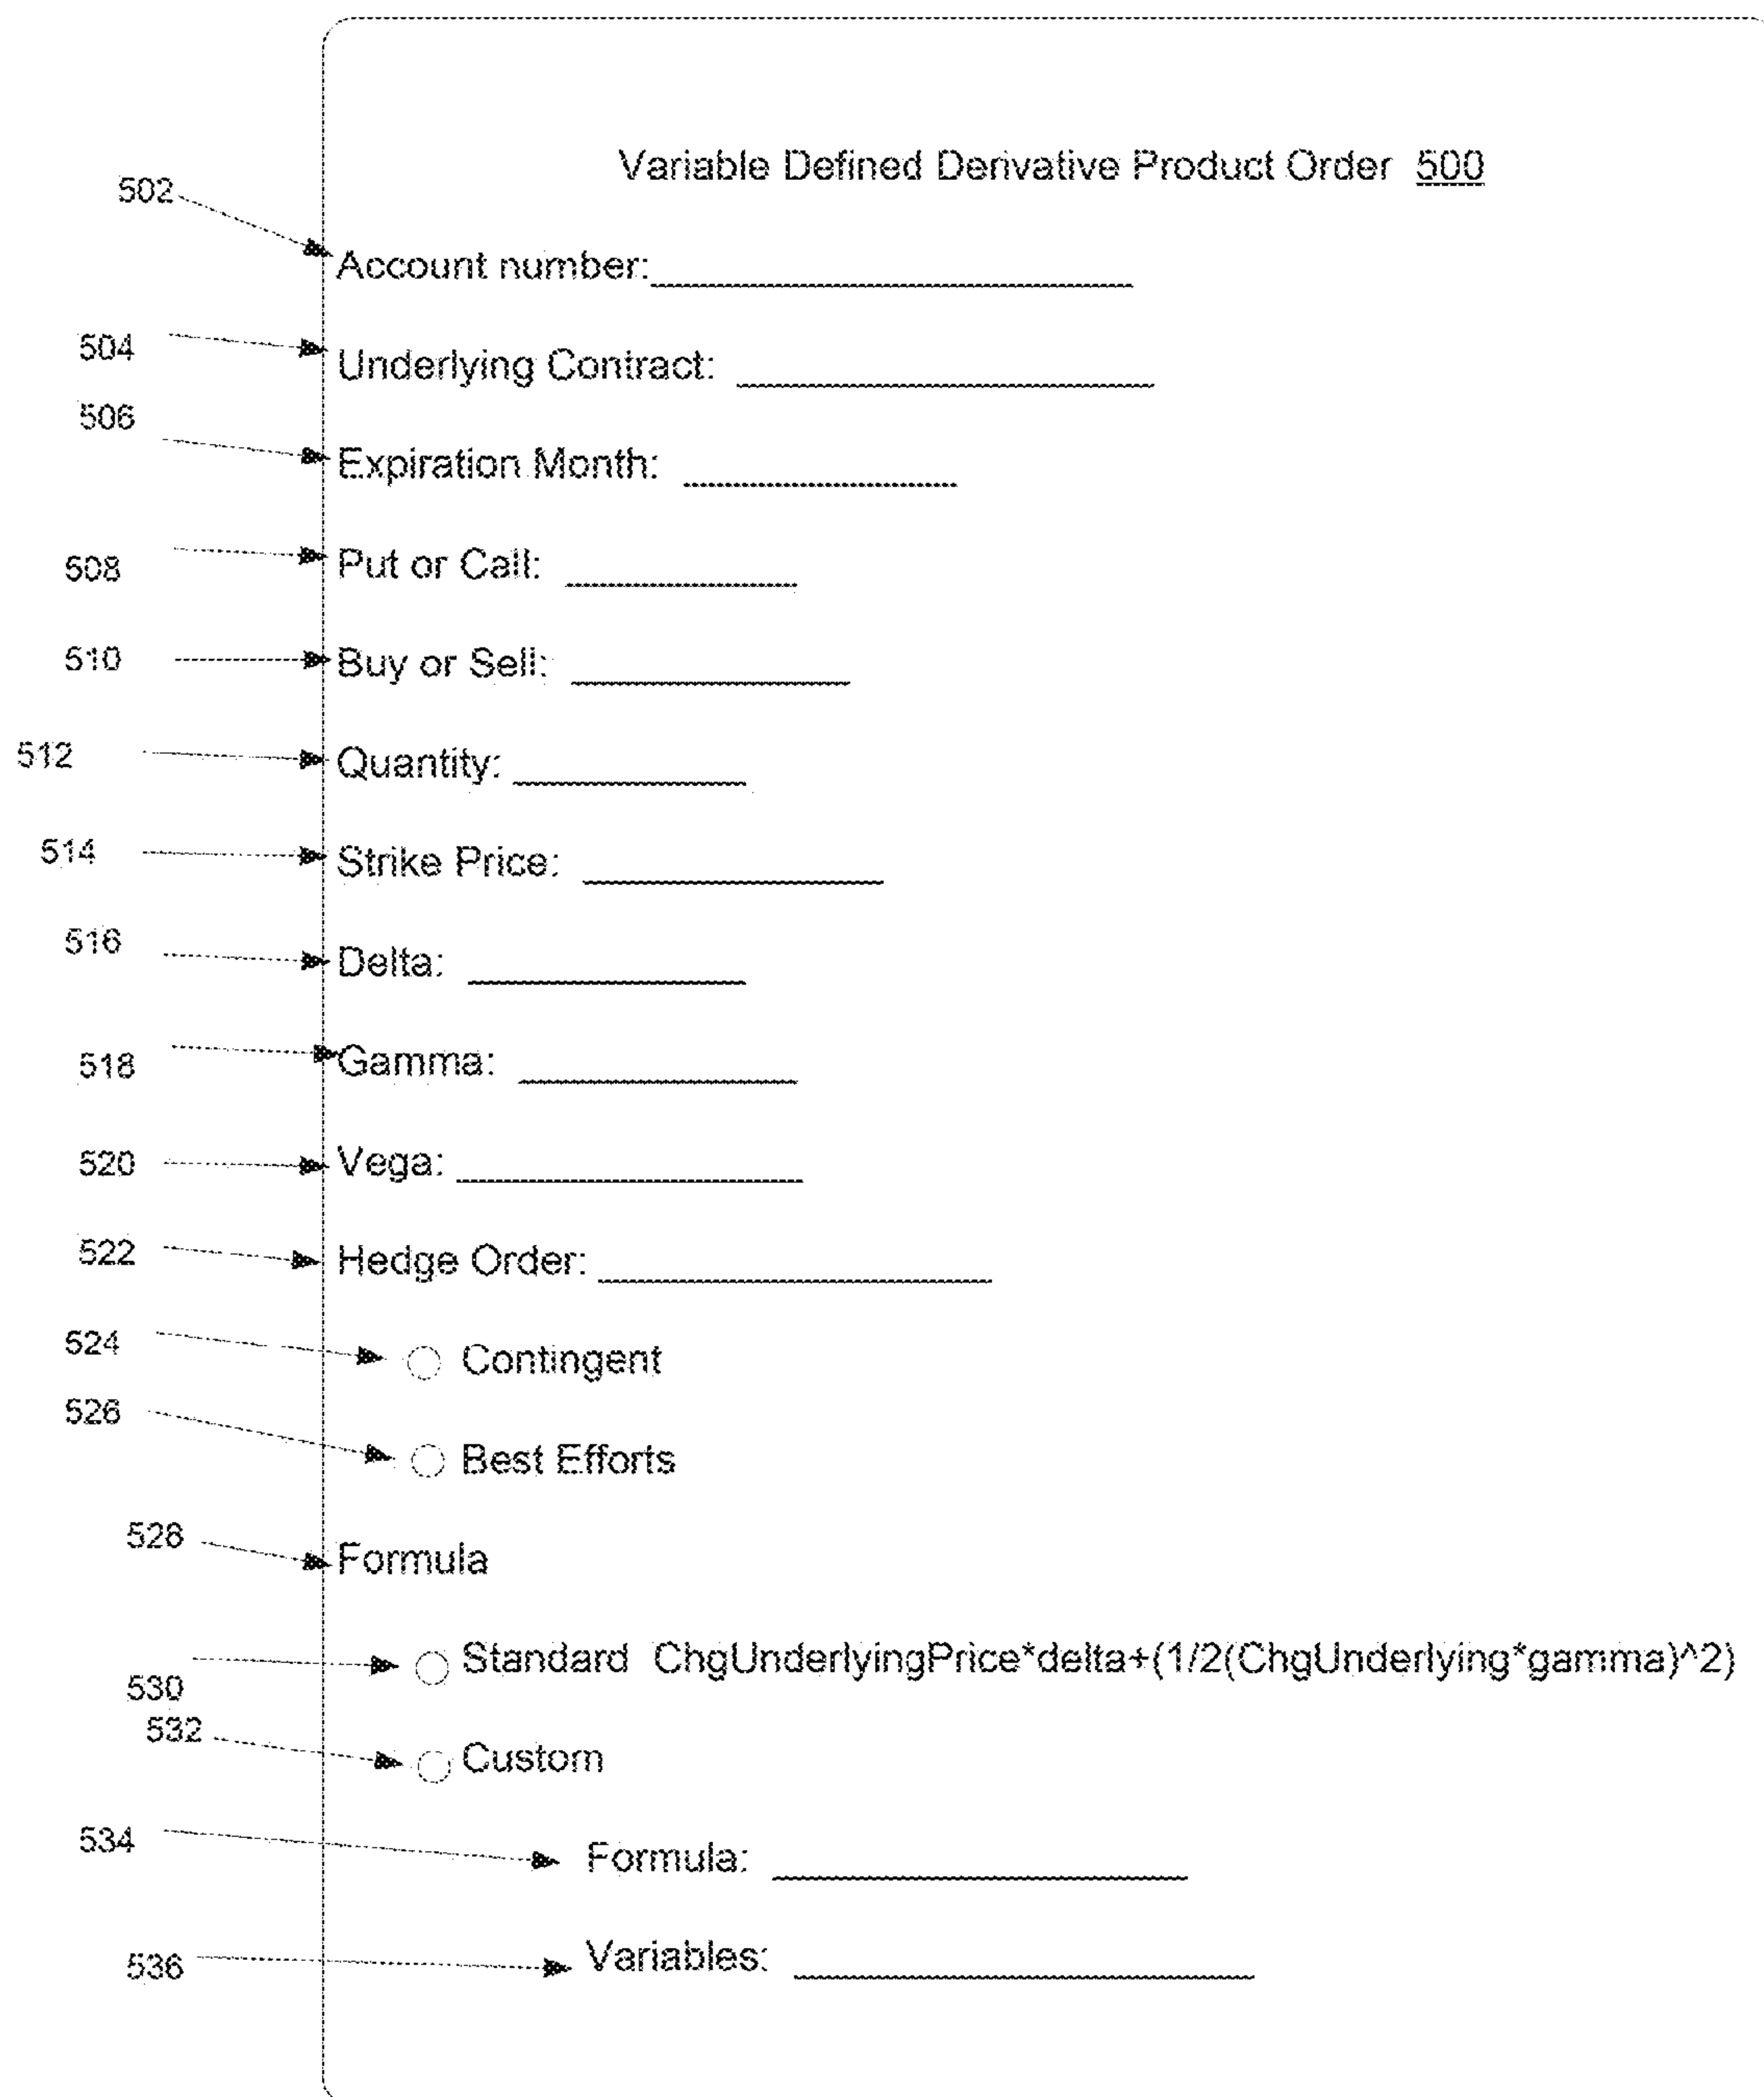 Variable Defined Derivative Product Order 500
502
Account number:
504
Underlying Contract:
506
Expiration Month:
508
Put or Call:
510
Buy or Sell:
512
Quantity:
514
Strike Price:
516
Delta:
518
Gamma:
520
Vega:
522
Hedge Order:
524
Contingent
526
Best Efforts
528
Formula
530
Standard ChgUnderlyingPrice*delta+(1/2(ChgUnderlying*gamma)^2)
532
Custom
534
Formula:
536
Variables: